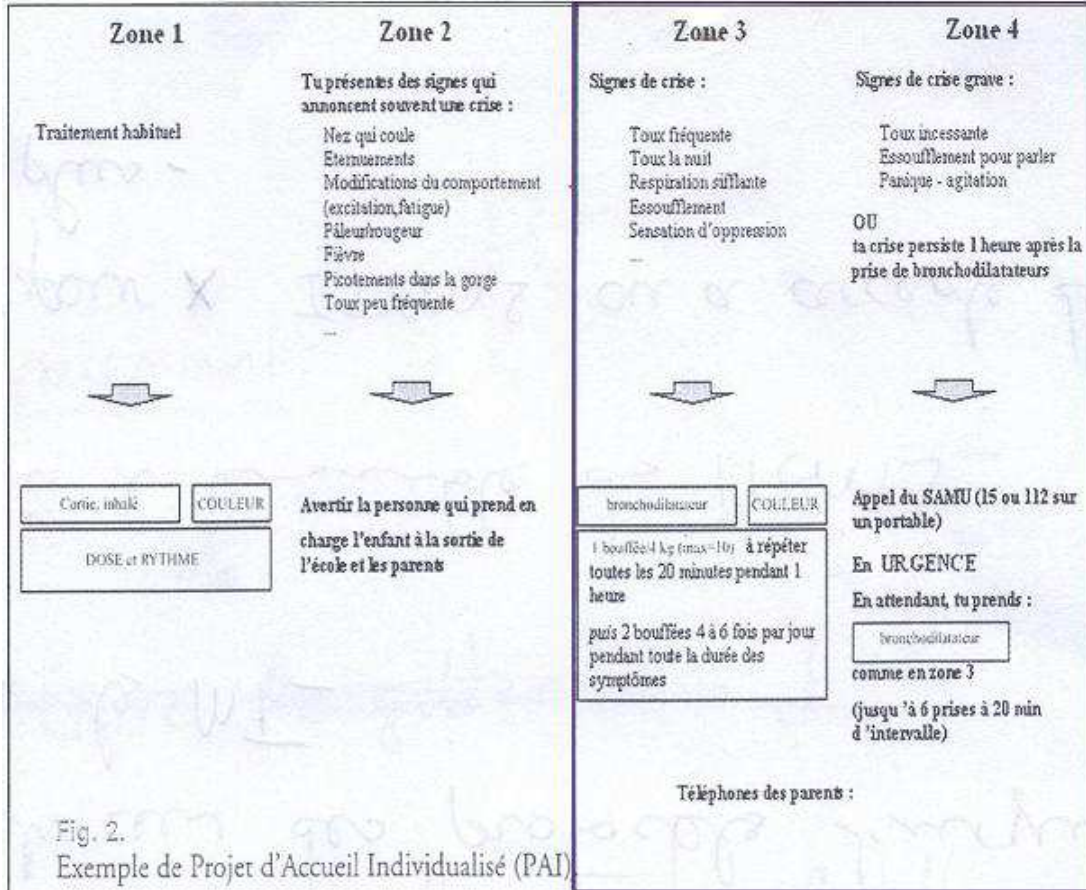 Zone 1
Traitement habituel
Cortic. inhalé
COULEUR
DOSE et RYTHME
Zone 2
Tu présentes des signes qui
annoncent souvent une crise :
Nez qui coule
Eternuements
Modifications du comportement
(excitation,fatigue)
Pâleur/rougeur
Fièvre
Picotements dans la gorge
Toux peu fréquente
...
Avertir la personne qui prend en
charge l'enfant à la sortie de
l'école et les parents
Zone 3
Signes de crise :
Toux fréquente
Toux la nuit
Respiration sifflante
Essoufflement
Sensation d'oppression
...
bronchodilatateur
COULEUR
1 bouffée/4 kg (max=10) à répéter
toutes les 20 minutes pendant 1
heure
puis 2 bouffées 4 à 6 fois par jour
pendant toute la durée des
symptômes
Zone 4
Signes de crise grave :
Toux incessante
Essoufflement pour parler
Panique - agitation
OU
ta crise persiste 1 heure après la
prise de bronchodilatateurs
Appel du SAMU (15 ou 112 sur
un portable)
En URGENCE
En attendant, tu prends :
bronchodilatateur
comme en zone 3
(jusqu 'à 6 prises à 20 min
d 'intervalle)
Téléphones des parents :
Fig. 2.
Exemple de Projet d'Accueil Individualisé (PAI)